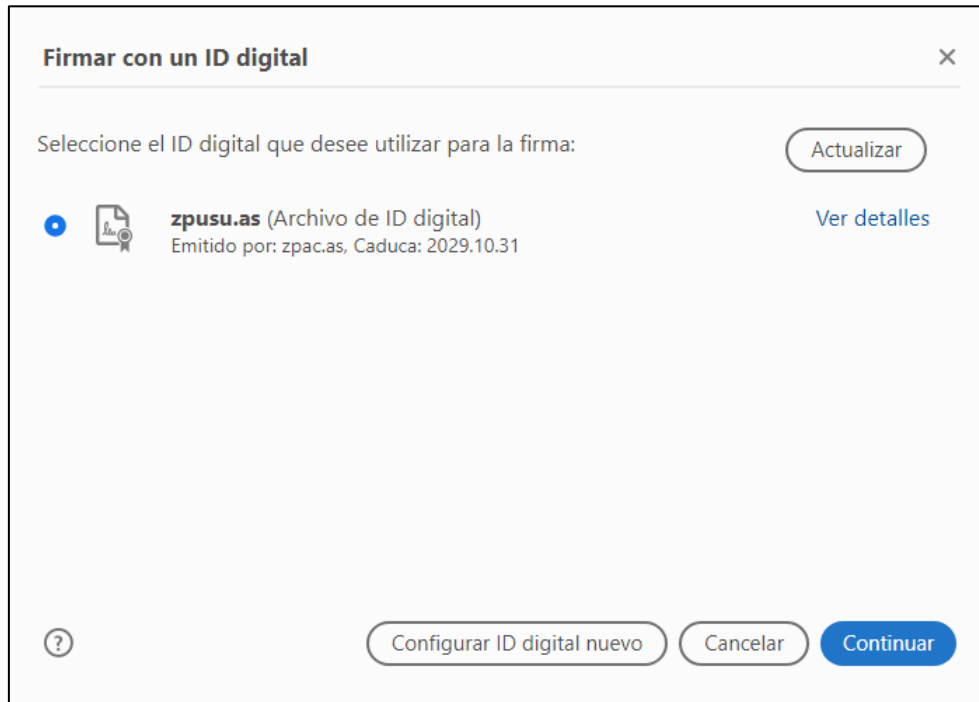 Firmar con un ID digital
Seleccione el ID digital que desee utilizar para la firma:
Actualizar
zpusu.as (Archivo de ID digital)
Ver detalles
Emitido por: zpac.as, Caduca: 2029.10.31
?
Configurar ID digital nuevo
Cancelar
Continuar